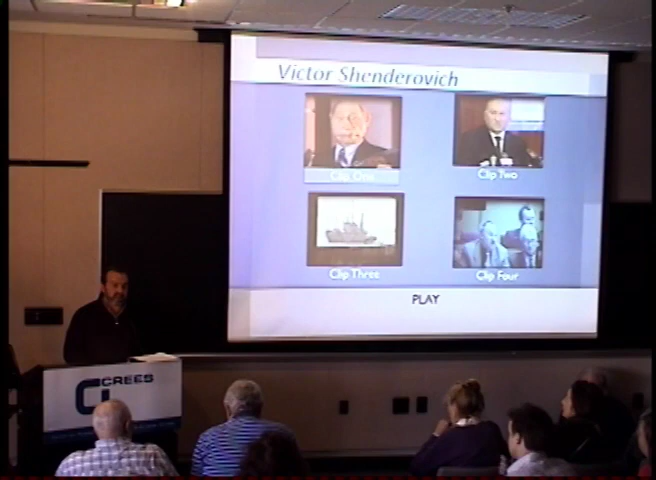 Victor Shenderovich
Clip One
Clip Two
Clip Three
Clip Four
PLAY
CREES